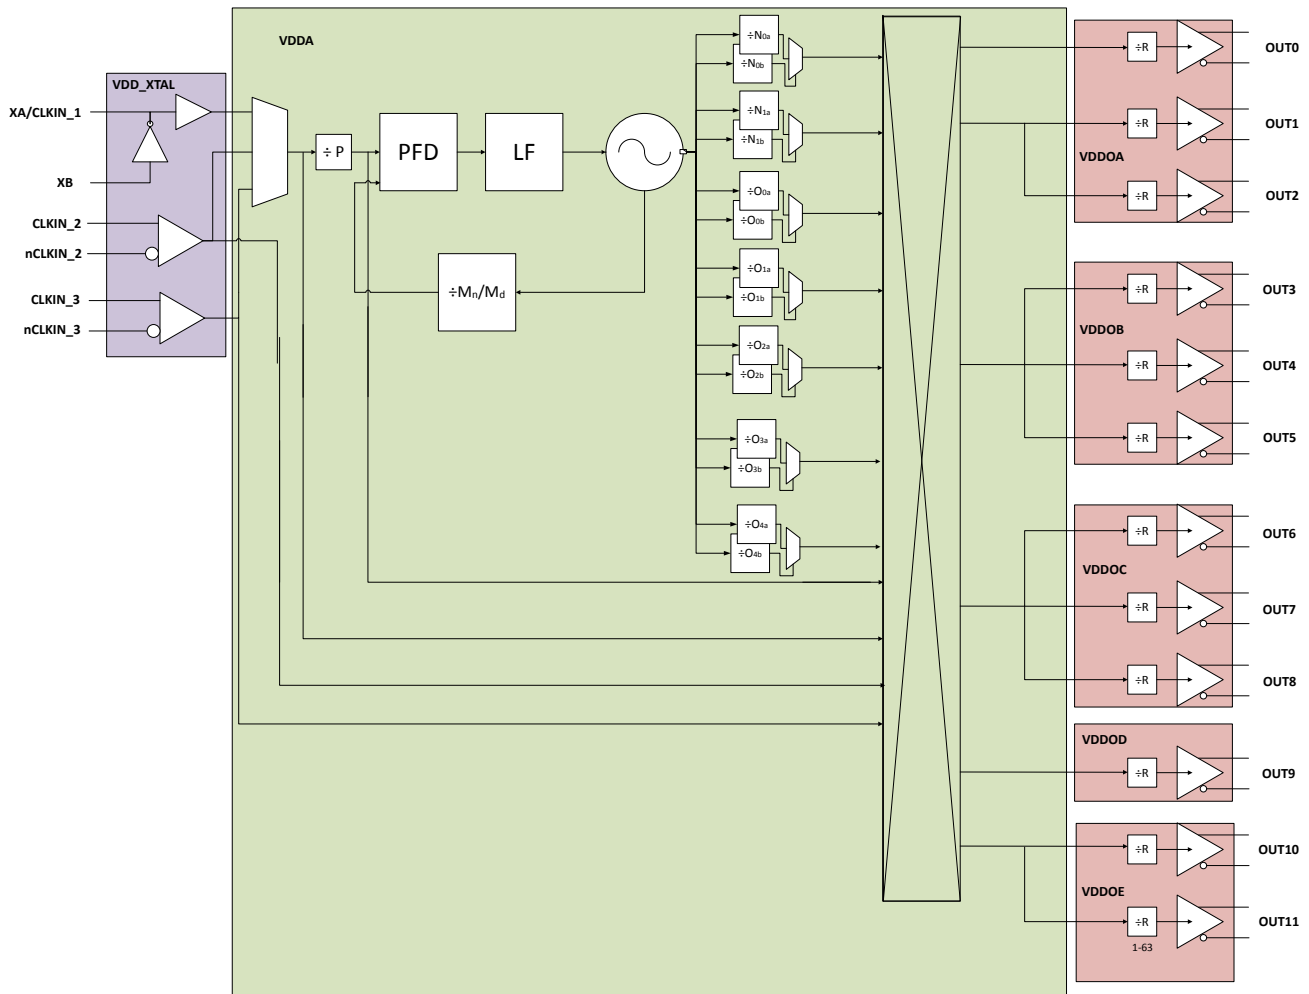 VDDA
VDD_XTAL
XA/CLKIN_1
XB
CLKIN_2
nCLKIN_2
CLKIN_3
nCLKIN_3
÷ P
PFD
LF
÷Mn/Md
÷N0a
÷N0b
÷N1a
÷N1b
÷O0a
÷O0b
÷O1a
÷O1b
÷O2a
÷O2b
÷O3a
÷O3b
÷O4a
÷O4b
÷R
OUT0
÷R
OUT1
VDDOA
÷R
OUT2
÷R
OUT3
VDDOB
÷R
OUT4
÷R
OUT5
÷R
OUT6
VDDOC
÷R
OUT7
÷R
OUT8
VDDOD
÷R
OUT9
÷R
OUT10
VDDOE
÷R
OUT11
1-63